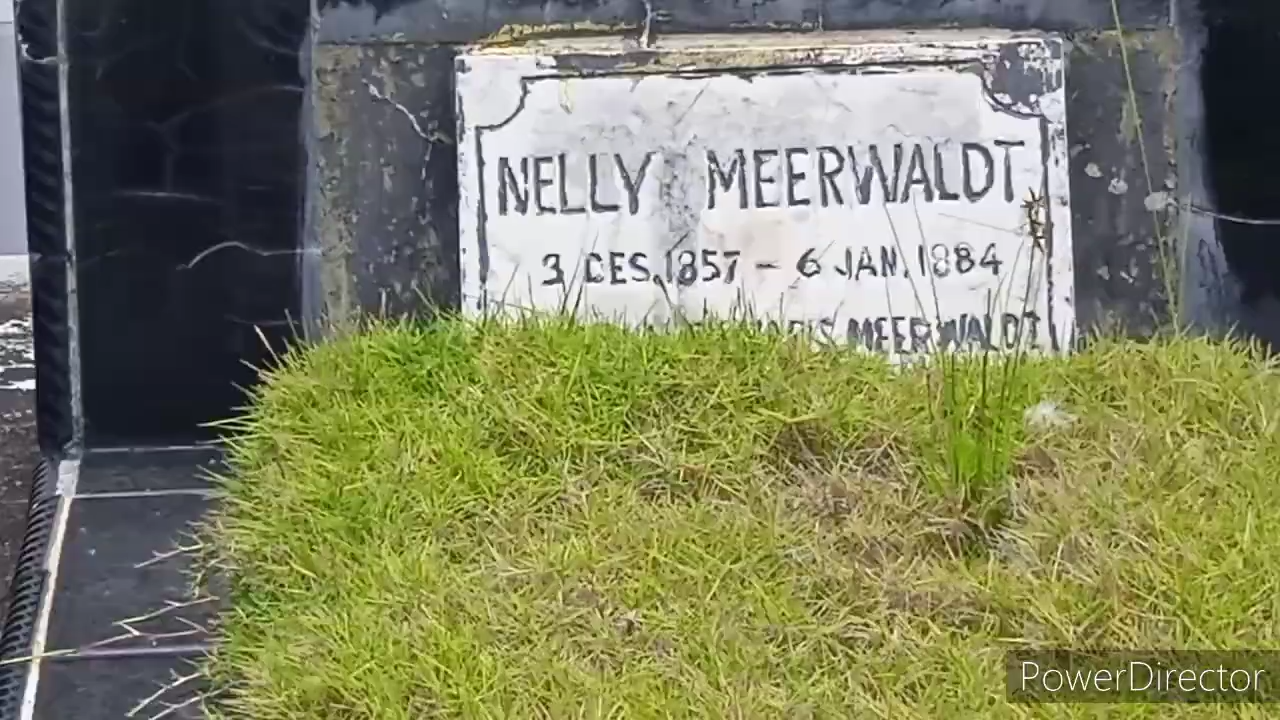 NELLY MEERWALDT
3 DES. 1857 - 6 JAN. 1884
MEERWALDT
PowerDirector